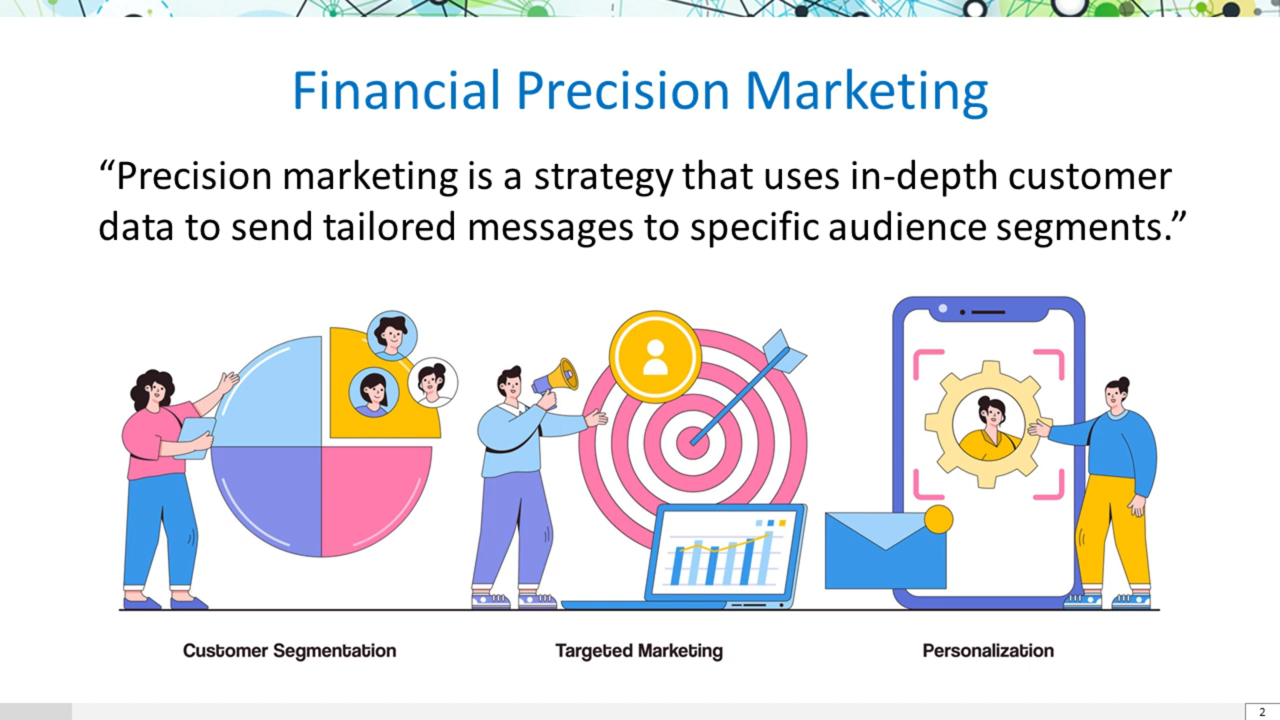 Financial Precision Marketing
“Precision marketing is a strategy that uses in-depth customer
data to send tailored messages to specific audience segments.”
Customer Segmentation
Targeted Marketing
Personalization
2